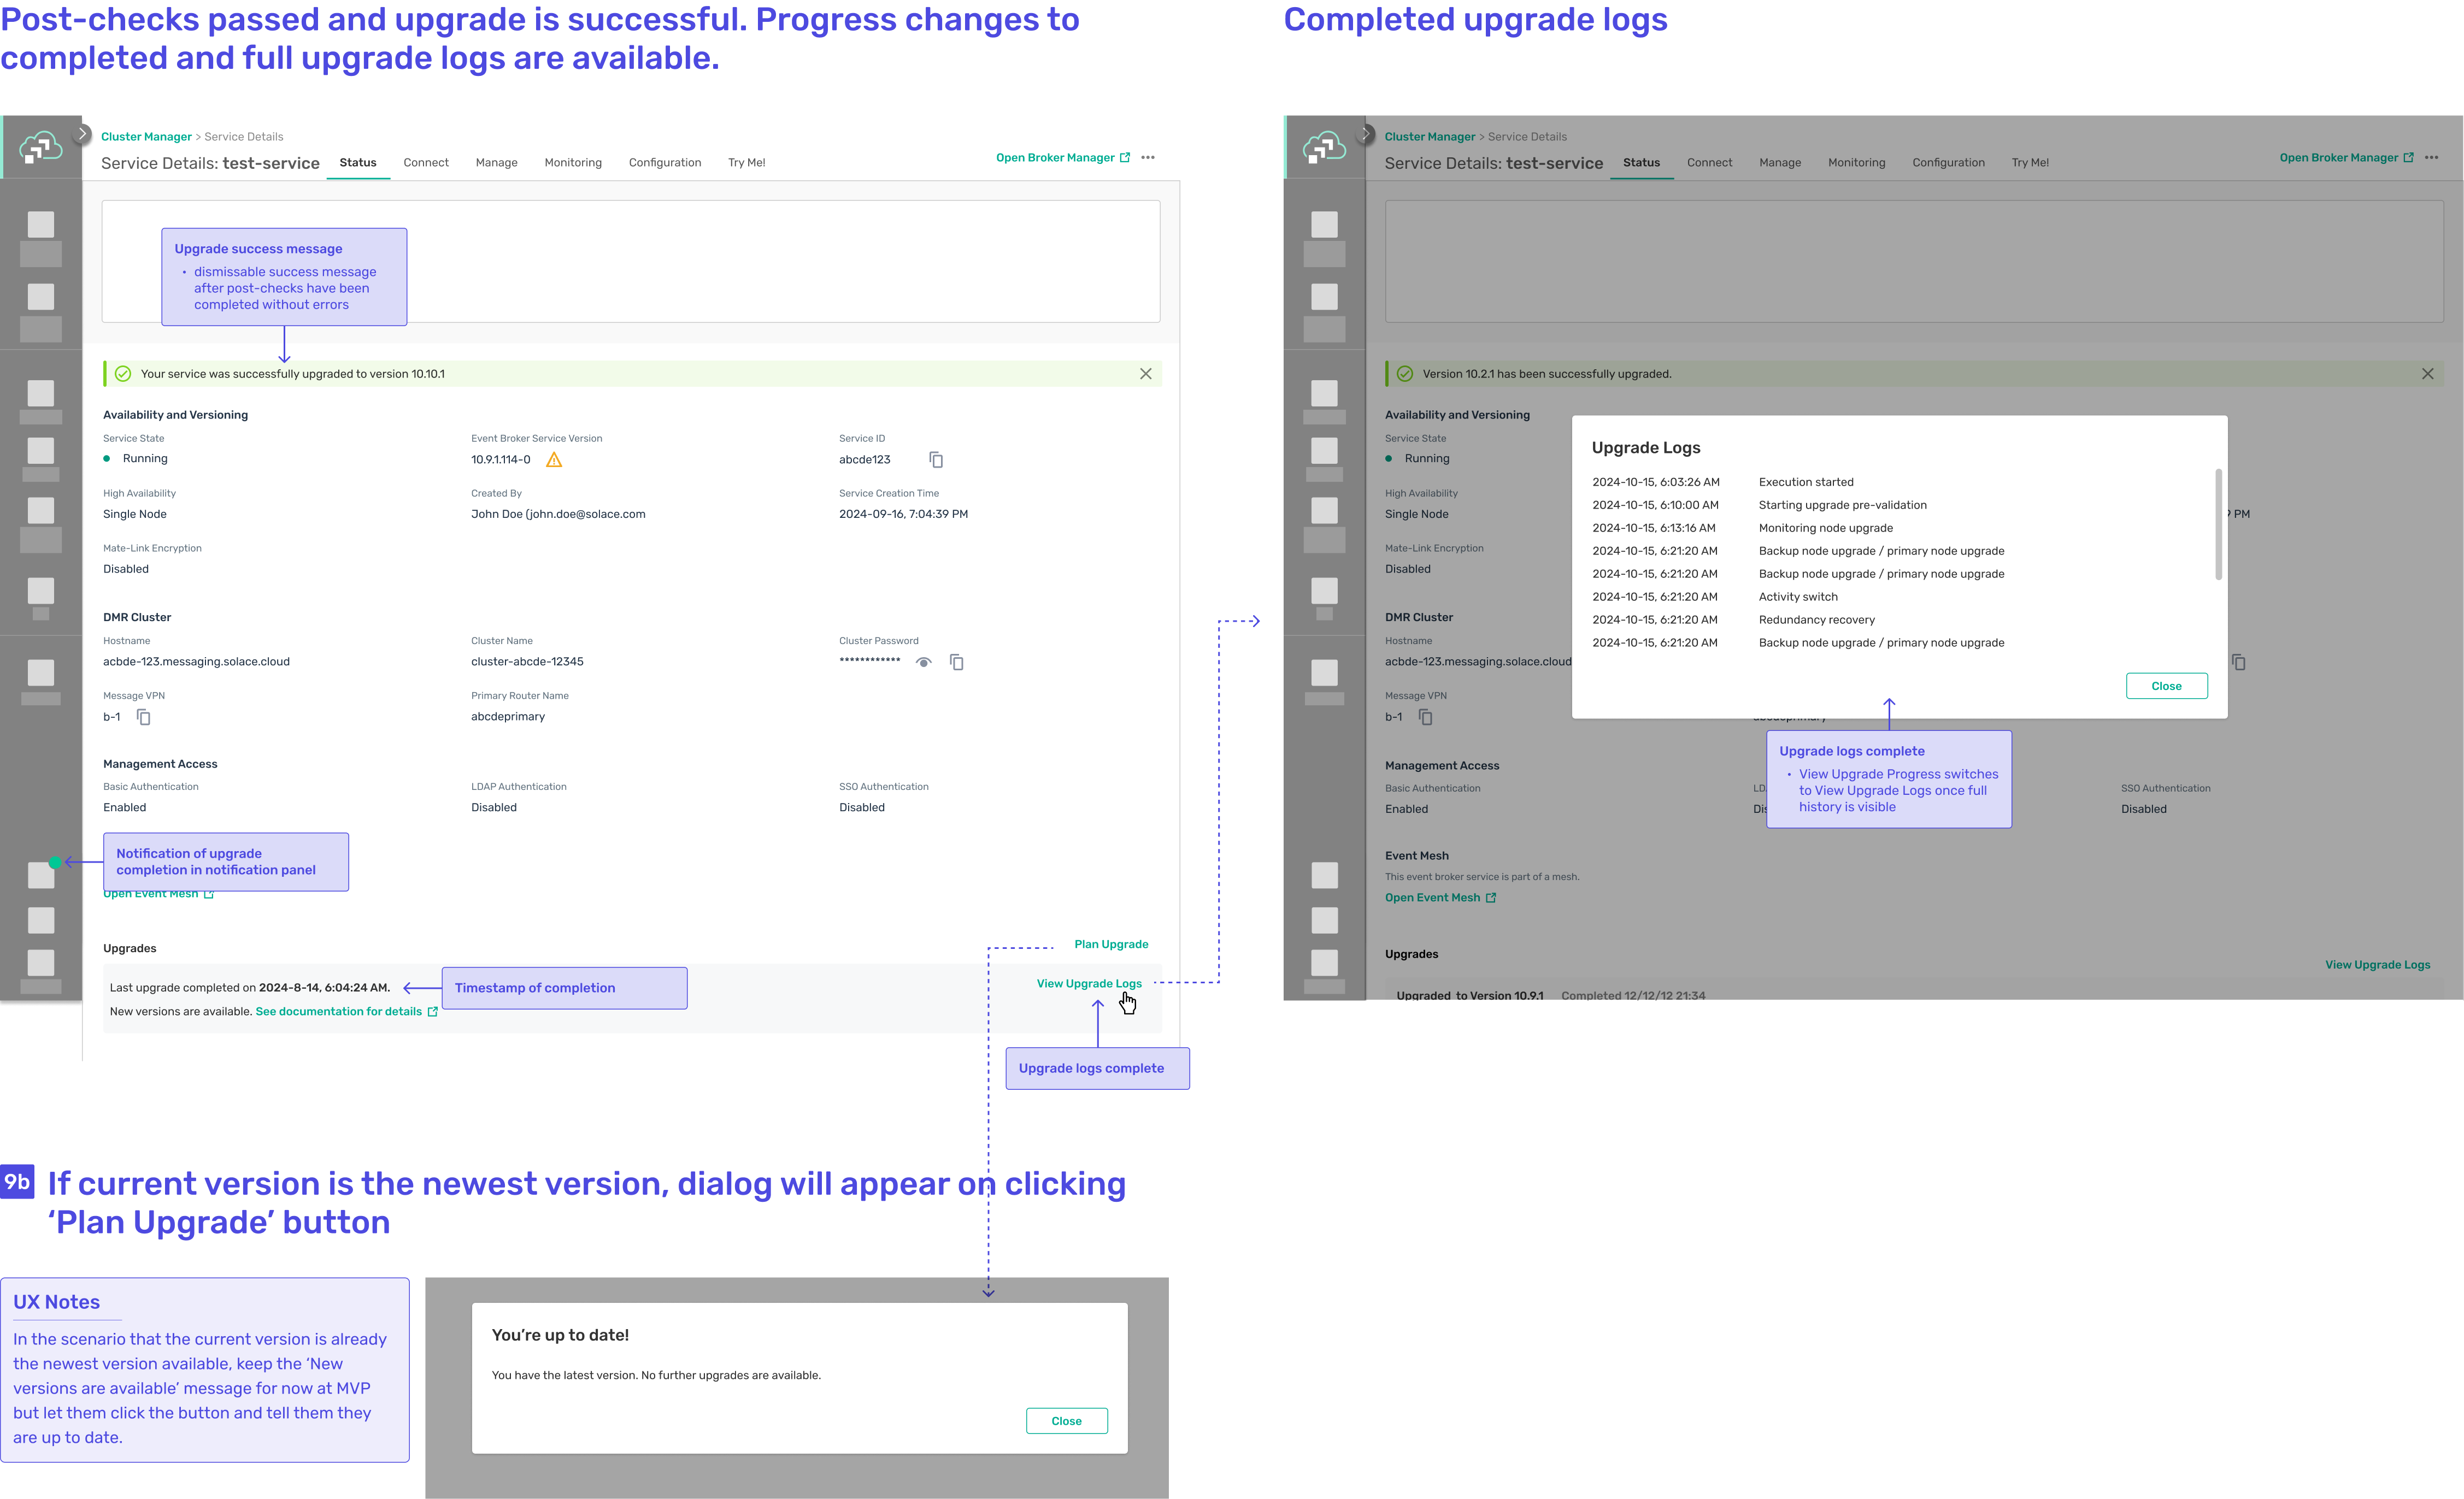 Post-checks passed and upgrade is successful. Progress changes to
completed and full upgrade logs are available.
Cluster Manager > Service Details
Service Details: test-service
Status
Connect
Manage
Monitoring
Configuration
Try Me!
Open Broker Manager
Upgrade success message
• dismissable success message
after post-checks have been
completed without errors
Your service was successfully upgraded to version 10.10.1
Availability and Versioning
Service State
Event Broker Service Version
Service ID
Running
10.9.1.114-0
abcde123
High Availability
Created By
Service Creation Time
Single Node
John Doe (john.doe@solace.com
2024-09-16, 7:04:39 PM
Mate-Link Encryption
Disabled
DMR Cluster
Hostname
Cluster Name
Cluster Password
acbde-123.messaging.solace.cloud
cluster-abcde-12345
************
Message VPN
Primary Router Name
b-1
abcdeprimary
Management Access
Basic Authentication
LDAP Authentication
SSO Authentication
Enabled
Disabled
Disabled
Notification of upgrade
completion in notification panel
Open Event Mesh
Upgrades
Plan Upgrade
Last upgrade completed on 2024-8-14, 6:04:24 AM.
Timestamp of completion
View Upgrade Logs
New versions are available. See documentation for details
Upgrade logs complete
Completed upgrade logs
Cluster Manager > Service Details
Service Details: test-service
Status
Connect
Manage
Monitoring
Configuration
Try Me!
Open Broker Manager
Version 10.2.1 has been successfully upgraded.
Availability and Versioning
Service State
Running
High Availability
Single Node
PM
Mate-Link Encryption
Disabled
DMR Cluster
Hostname
acbde-123.messaging.solace.cloud
Message VPN
b-1
abcdeprimary
Upgrade Logs
2024-10-15, 6:03:26 AM Execution started
2024-10-15, 6:10:00 AM Starting upgrade pre-validation
2024-10-15, 6:13:16 AM Monitoring node upgrade
2024-10-15, 6:21:20 AM Backup node upgrade / primary node upgrade
2024-10-15, 6:21:20 AM Backup node upgrade / primary node upgrade
2024-10-15, 6:21:20 AM Activity switch
2024-10-15, 6:21:20 AM Redundancy recovery
2024-10-15, 6:21:20 AM Backup node upgrade / primary node upgrade
Close
Upgrade logs complete
• View Upgrade Progress switches
to View Upgrade Logs once full
history is visible
Management Access
Basic Authentication
LD
SSO Authentication
Enabled
Dis
Disabled
Event Mesh
This event broker service is part of a mesh.
Open Event Mesh
Upgrades
View Upgrade Logs
Upgraded to Version 10.9.1 Completed 12/12/12 21:34
9b If current version is the newest version, dialog will appear on clicking
‘Plan Upgrade’ button
UX Notes
In the scenario that the current version is already
the newest version available, keep the ‘New
versions are available’ message for now at MVP
but let them click the button and tell them they
are up to date.
You’re up to date!
You have the latest version. No further upgrades are available.
Close